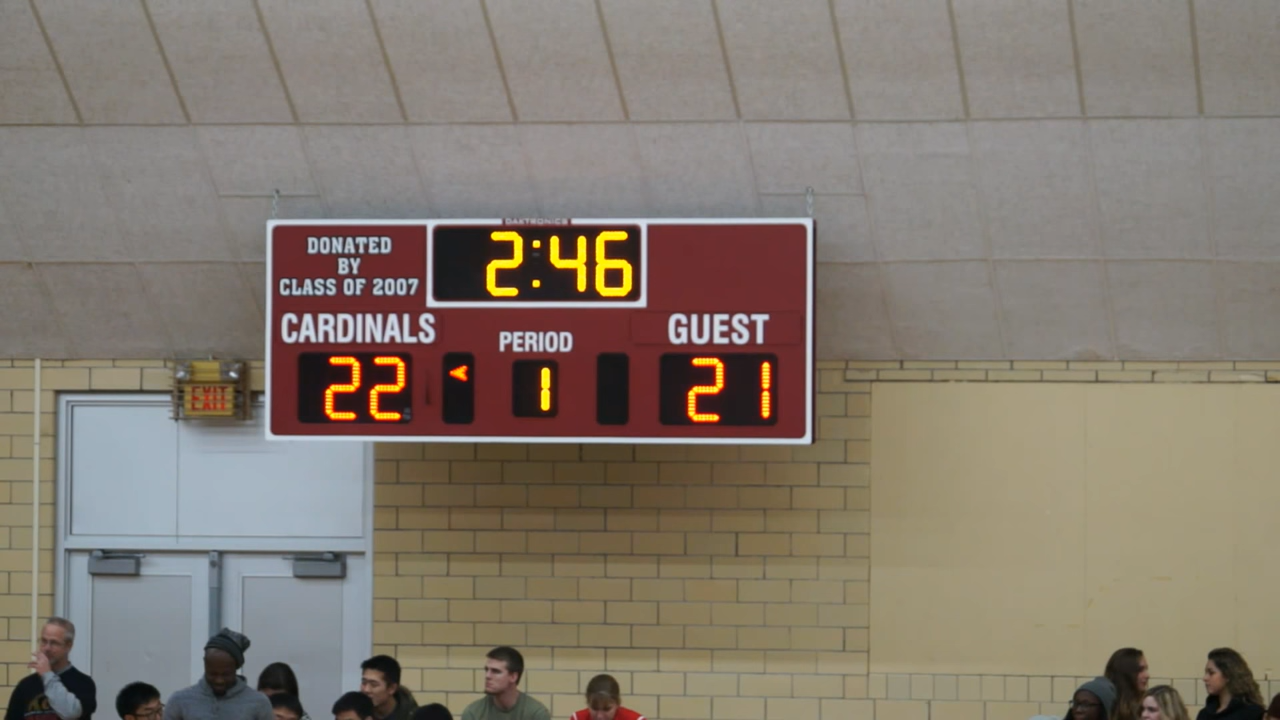 DAKTRONICS
DONATED
BY
CLASS OF 2007
2:46
CARDINALS
PERIOD
GUEST
22
1
21
EXIT